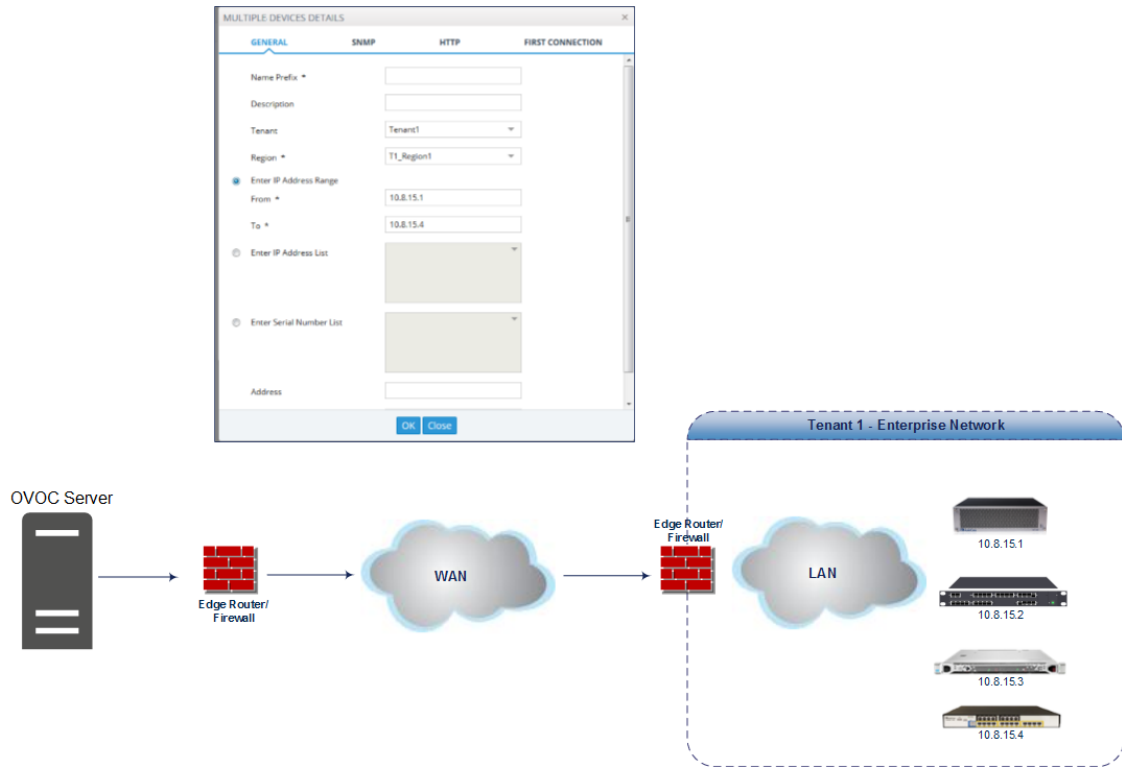 MULTIPLE DEVICES DETAILS ×
GENERAL SNMP HTTP FIRST CONNECTION
Name Prefix *
Description
Tenant Tenant1
Region * T1_Region1
Enter IP Address Range
From * 10.8.15.1
To * 10.8.15.4
Enter IP Address List
Enter Serial Number List
Address
OK Close
Tenant 1 - Enterprise Network
OVOC Server
Edge Router/
Firewall
WAN
Edge Router/
Firewall
LAN
10.8.15.1
10.8.15.2
10.8.15.3
10.8.15.4